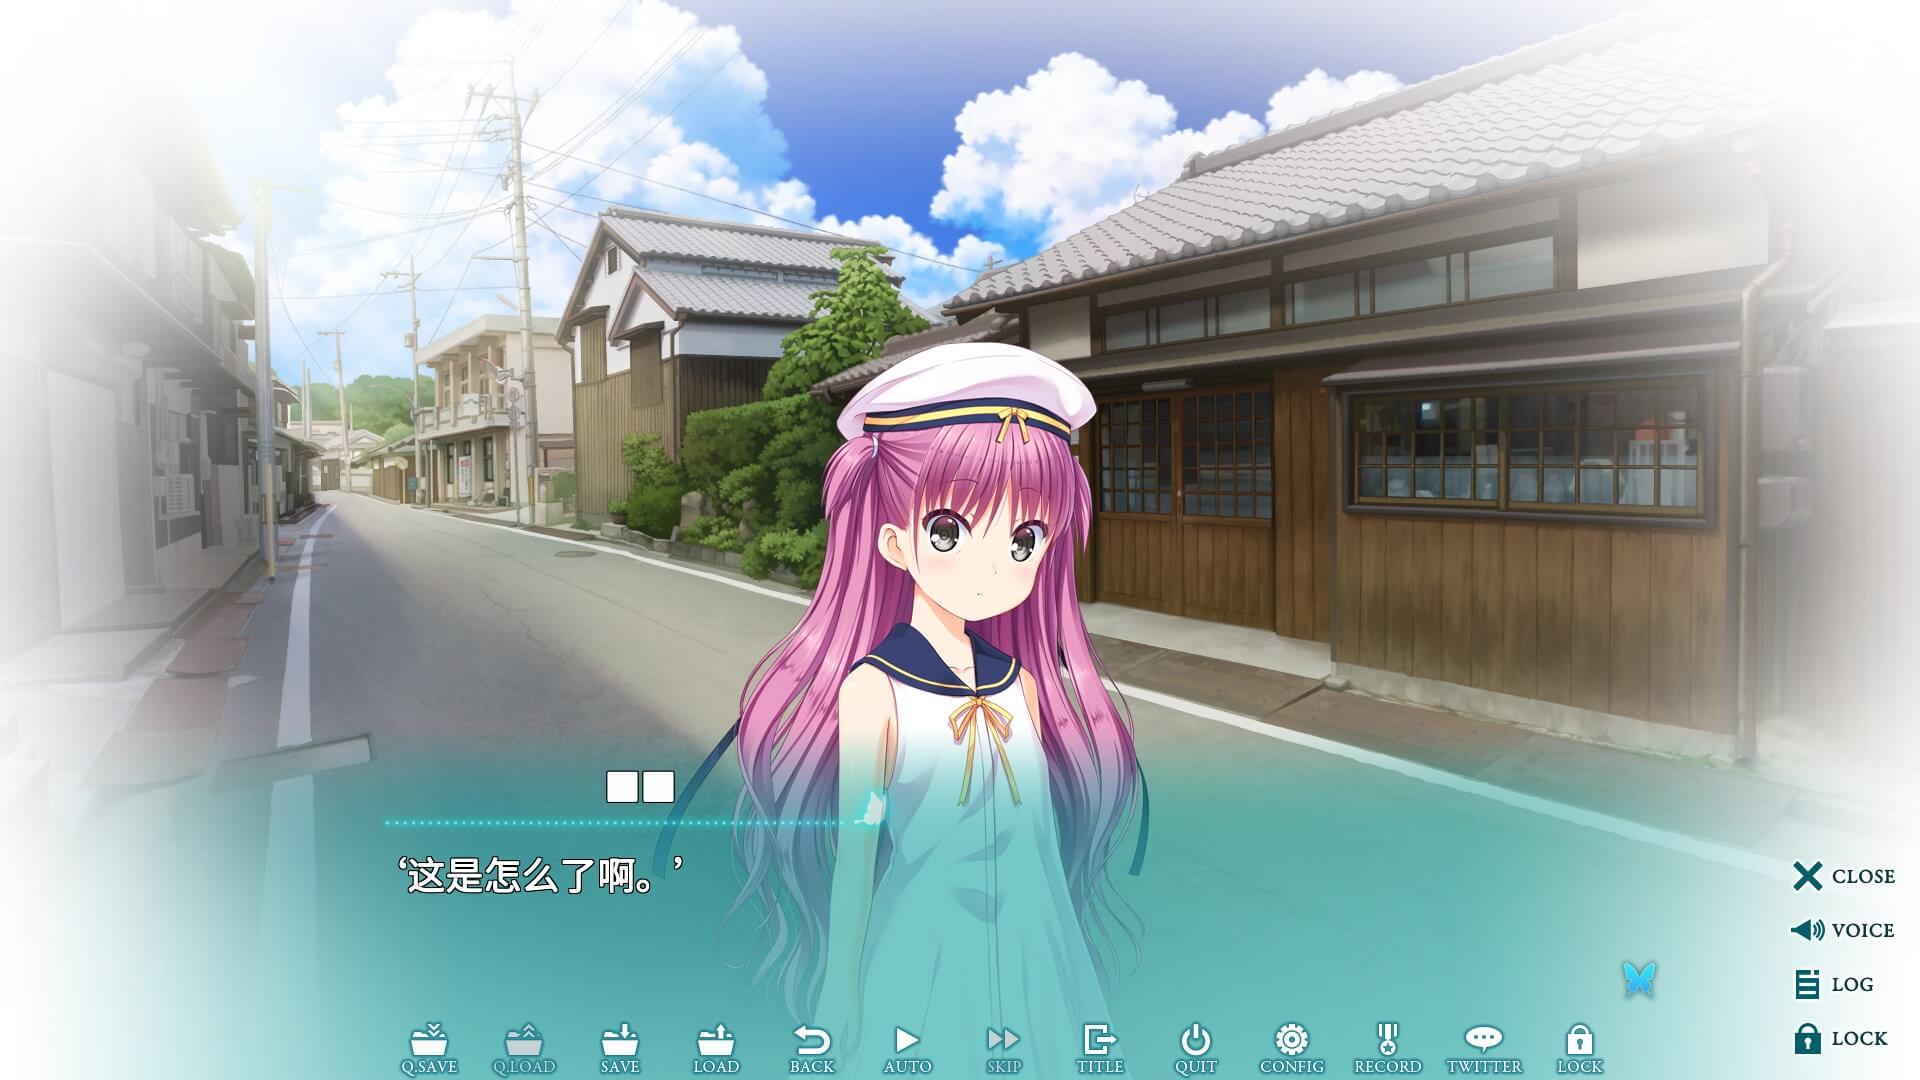 ‘这是怎么了啊。’
CLOSE
VOICE
LOG
LOCK
Q.SAVE
Q.LOAD
SAVE
LOAD
BACK
AUTO
SKIP
TITLE
QUIT
CONFIG
RECORD
TWITTER
LOCK